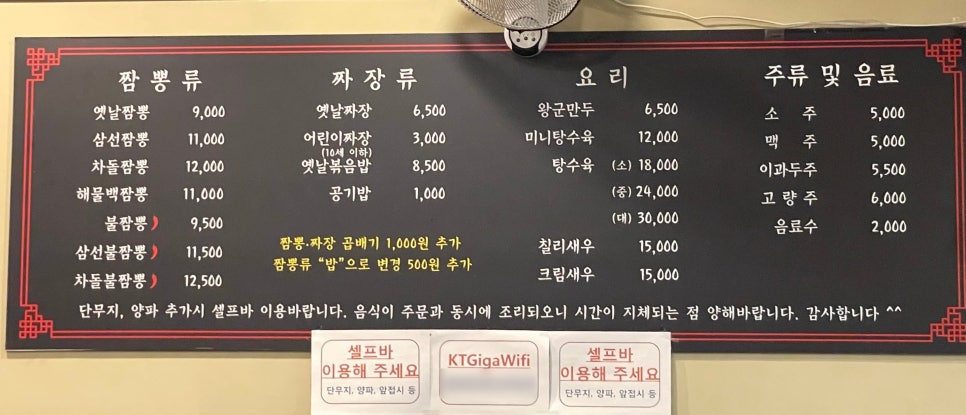 짬뽕류
옛날짬뽕 9,000
삼선짬뽕 11,000
차돌짬뽕 12,000
해물백짬뽕 11,000
불짬뽕 9,500
삼선불짬뽕 11,500
차돌불짬뽕 12,500
짜장류
옛날짜장 6,500
어린이짜장 3,000
(10세 이하)
옛날볶음밥 8,500
공기밥 1,000
짬뽕·짜장 곱배기 1,000원 추가
짬뽕류 “밥”으로 변경 500원 추가
요리
왕군만두 6,500
미니탕수육 12,000
탕수육 (소) 18,000
(중) 24,000
(대) 30,000
칠리새우 15,000
크림새우 15,000
주류 및 음료
소주 5,000
맥주 5,000
이과두주 5,500
고량주 6,000
음료수 2,000
단무지, 양파 추가시 셀프바 이용바랍니다. 음식이 주문과 동시에 조리되오니 시간이 지체되는 점 양해바랍니다. 감사합니다 ^^
셀프바
이용해 주세요
단무지, 양파, 앞접시 등
KTGigaWifi
셀프바
이용해 주세요
단무지, 양파, 앞접시 등